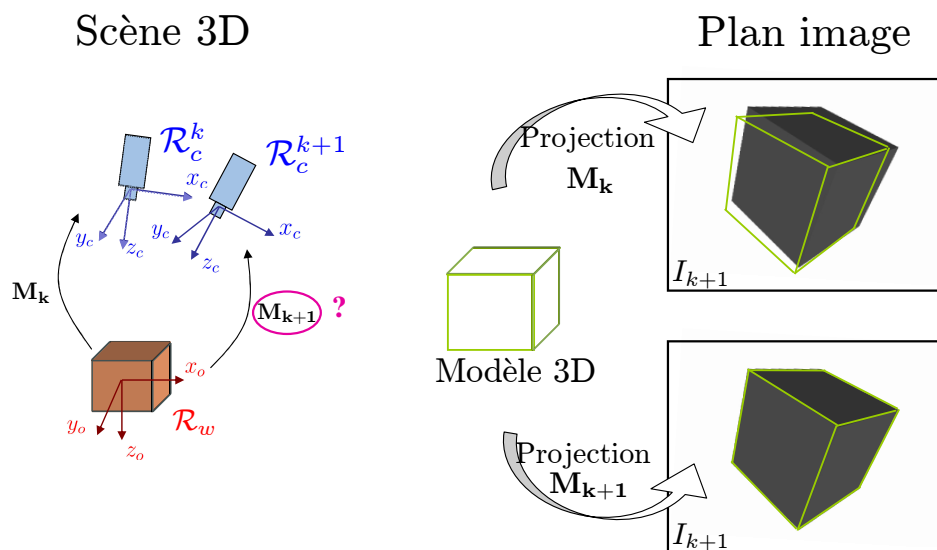 Scène 3D
Plan image
R_c^k
R_c^{k+1}
x_c
y_c
z_c
x_c
y_c
z_c
M_k
M_{k+1} ?
x_o
y_o
z_o
R_w
Projection
M_k
I_{k+1}
Modèle 3D
Projection
M_{k+1}
I_{k+1}